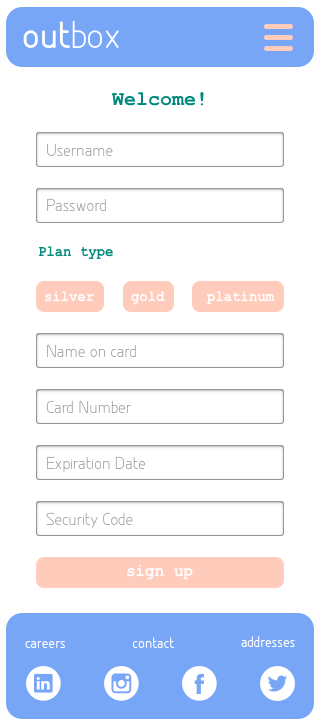 outbox
Welcome!
Username
Password
Plan type
silver gold platinum
Name on card
Card Number
Expiration Date
Security Code
sign up
careers contact addresses